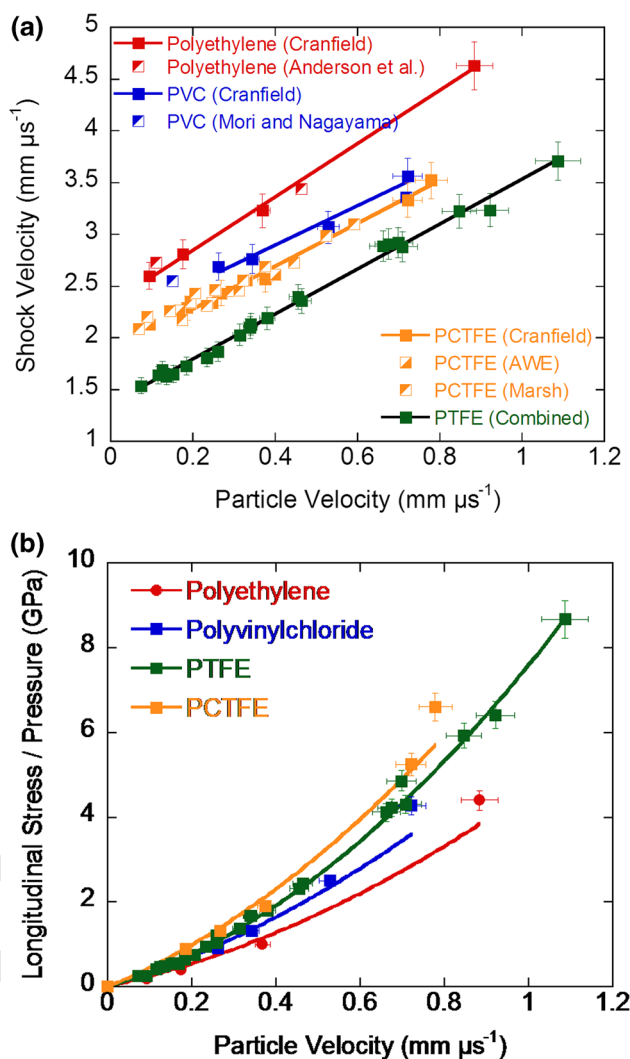 (a)
5
4.5
4
3.5
3
2.5
2
1.5
1
Shock Velocity (mm µs⁻¹)
Polyethylene (Cranfield)
Polyethylene (Anderson et al.)
PVC (Cranfield)
PVC (Mori and Nagayama)
PCTFE (Cranfield)
PCTFE (AWE)
PCTFE (Marsh)
PTFE (Combined)
0 0.2 0.4 0.6 0.8 1 1.2
Particle Velocity (mm µs⁻¹)
(b)
10
8
6
4
2
0
Longitudinal Stress / Pressure (GPa)
Polyethylene
Polyvinylchloride
PTFE
PCTFE
0 0.2 0.4 0.6 0.8 1 1.2
Particle Velocity (mm µs⁻¹)